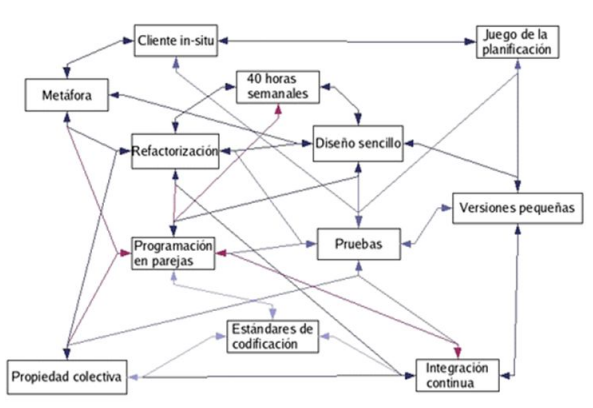 Cliente in-situ
Juego de la
planificación
40 horas
semanales
Metáfora
Refactorización
Diseño sencillo
Versiones pequeñas
Programación
en parejas
Pruebas
Estándares de
codificación
Propiedad colectiva
Integración
continua